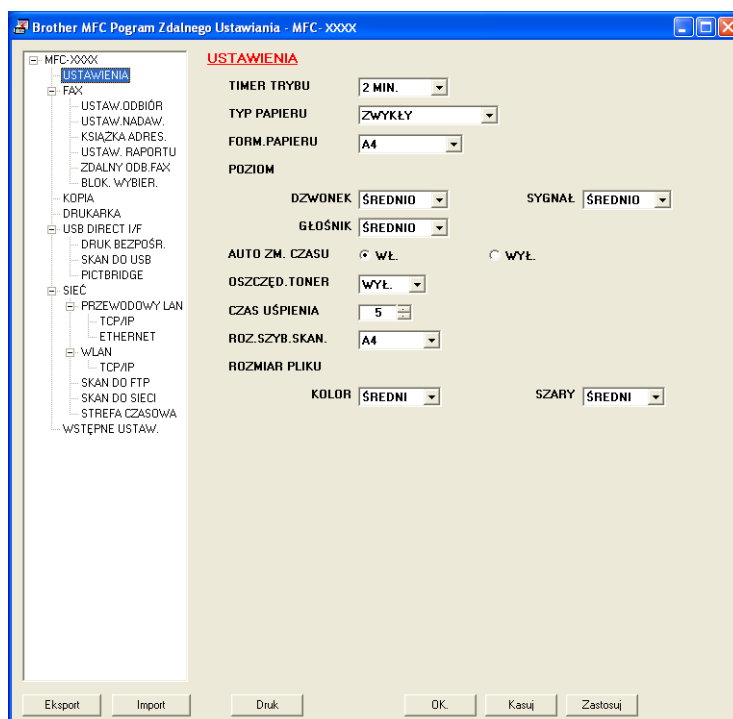 Brother MFC Pogram Zdalnego Ustawiania - MFC- XXXX
MFC-XXXX
USTAWIENIA
FAX
USTAW.ODBIÓR
USTAW.NADAW.
KSIĄŻKA ADRES.
USTAW. RAPORTU
ZDALNY ODB.FAX
BLOK. WYBIER.
KOPIA
DRUKARKA
USB DIRECT I/F
DRUK BEZPOŚR.
SKAN DO USB
PICTBRIDGE
SIEĆ
PRZEWODOWY LAN
TCP/IP
ETHERNET
WLAN
TCP/IP
SKAN DO FTP
SKAN DO SIECI
STREFA CZASOWA
WSTĘPNE USTAW.
USTAWIENIA
TIMER TRYBU 2 MIN.
TYP PAPIERU ZWYKŁY
FORM.PAPIERU A4
POZIOM
DZWONEK ŚREDNIO SYGNAŁ ŚREDNIO
GŁOŚNIK ŚREDNIO
AUTO ZM. CZASU WŁ. WYŁ.
OSZCZĘD.TONER WYŁ.
CZAS UŚPIENIA 5
ROZ.SZYB.SKAN. A4
ROZMIAR PLIKU
KOLOR ŚREDNI SZARY ŚREDNI
Eksport Import Druk OK. Kasuj Zastosuj